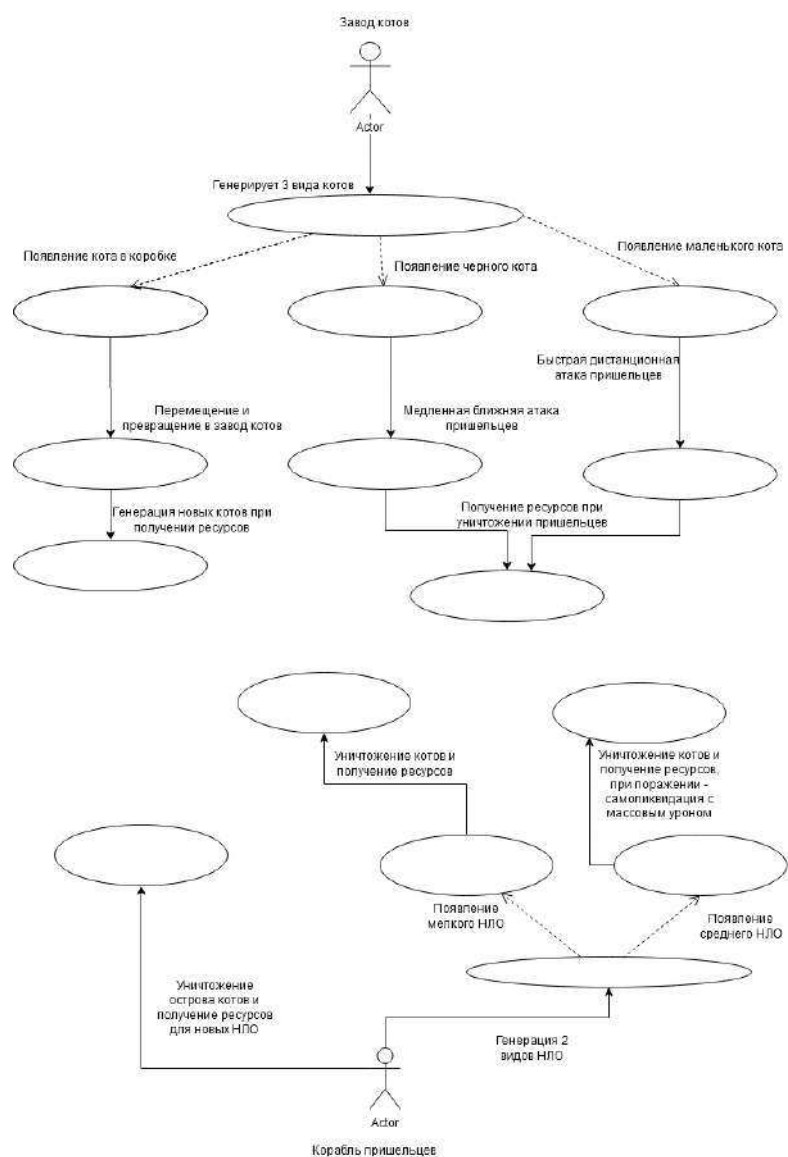 Завод котов
Actor
Генерирует 3 вида котов
Появление кота в коробке
Появление черного кота
Появление маленького кота
Быстрая дистанционная
атака пришельцев
Перемещение и
превращение в завод котов
Медленная ближняя атака
пришельцев
Генерация новых котов при
получении ресурсов
Получение ресурсов при
уничтожении пришельцев
Уничтожение котов и
получение ресурсов
Уничтожение котов и
получение ресурсов,
при поражении -
самоликвидация с
массовым уроном
Появление
мелкого НЛО
Появление
среднего НЛО
Уничтожение
острова котов и
получение ресурсов
для новых НЛО
Генерация 2
видов НЛО
Actor
Корабль пришельцев